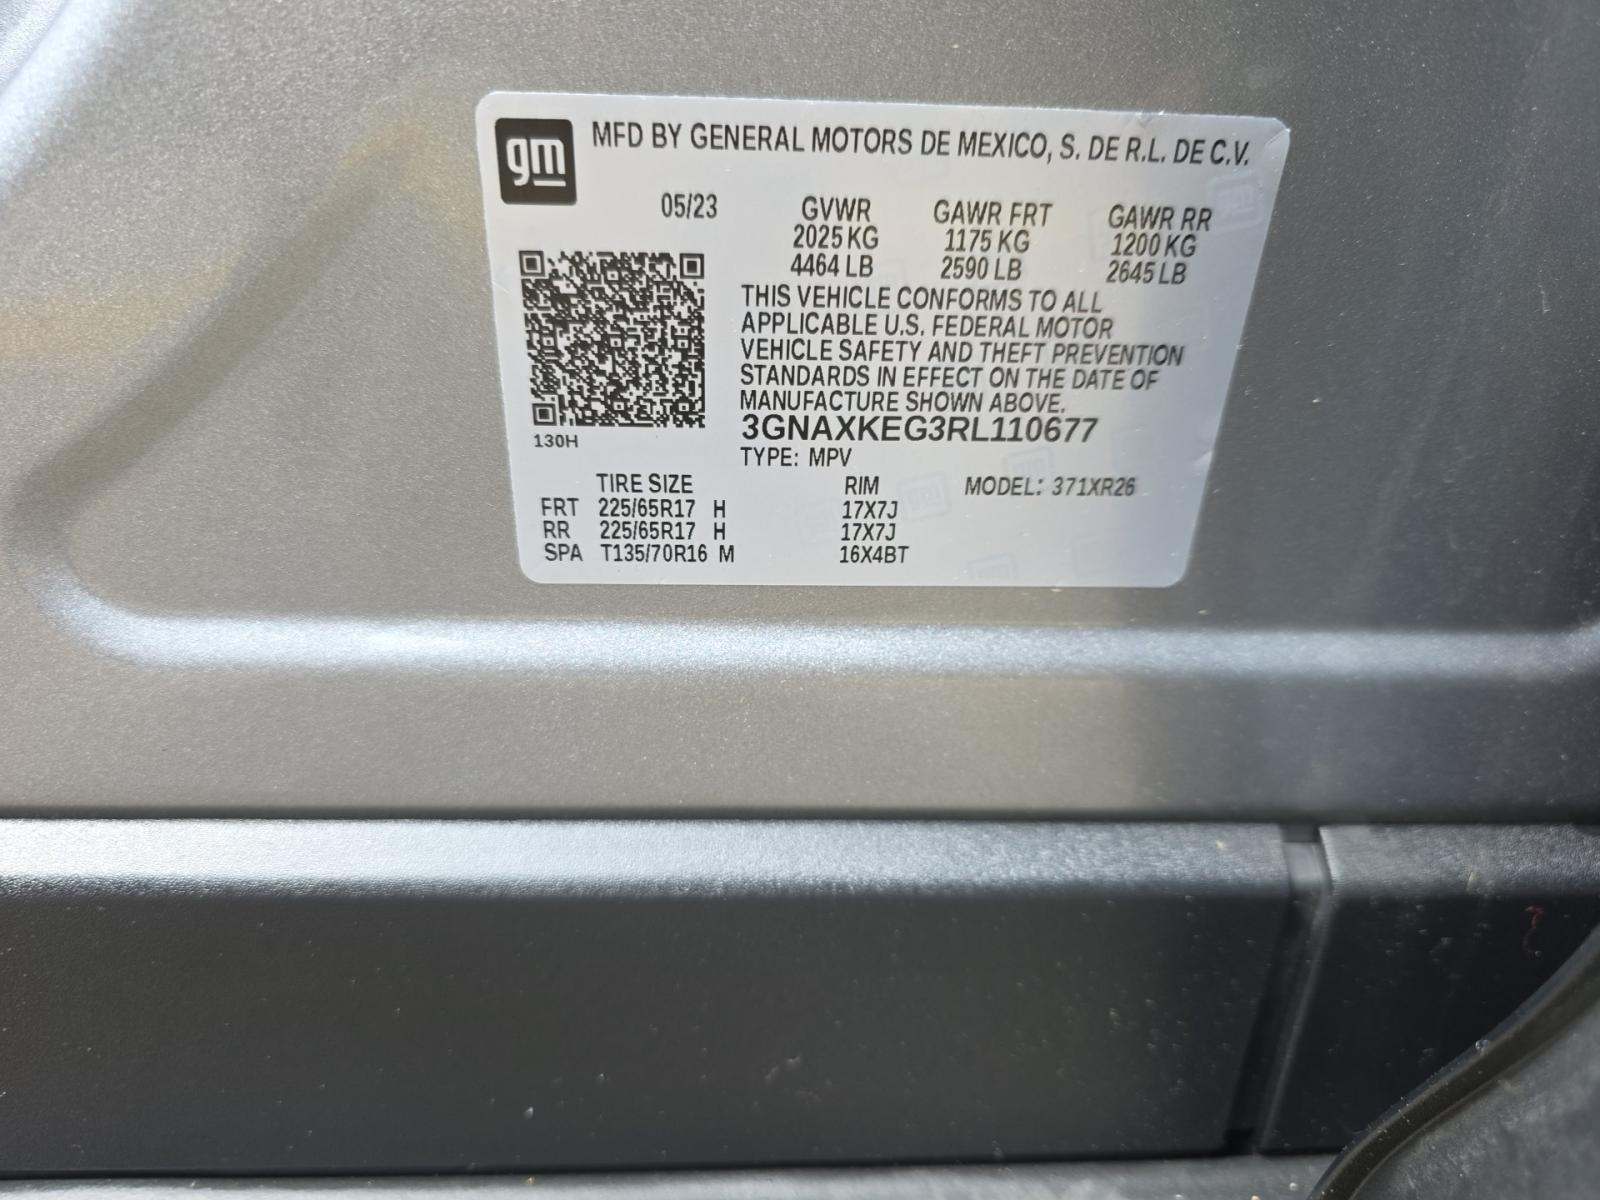 gm
MFD BY GENERAL MOTORS DE MEXICO, S. DE R.L. DE C.V.
05/23 GVWR GAWR FRT GAWR RR
2025 KG 1175 KG 1200 KG
4464 LB 2590 LB 2645 LB
THIS VEHICLE CONFORMS TO ALL
APPLICABLE U.S. FEDERAL MOTOR
VEHICLE SAFETY AND THEFT PREVENTION
STANDARDS IN EFFECT ON THE DATE OF
MANUFACTURE SHOWN ABOVE.
3GNAXKEG3RL110677
130H
TYPE: MPV
TIRE SIZE RIM MODEL: 371XR26
FRT 225/65R17 H 17X7J
RR 225/65R17 H 17X7J
SPA T135/70R16 M 16X4BT